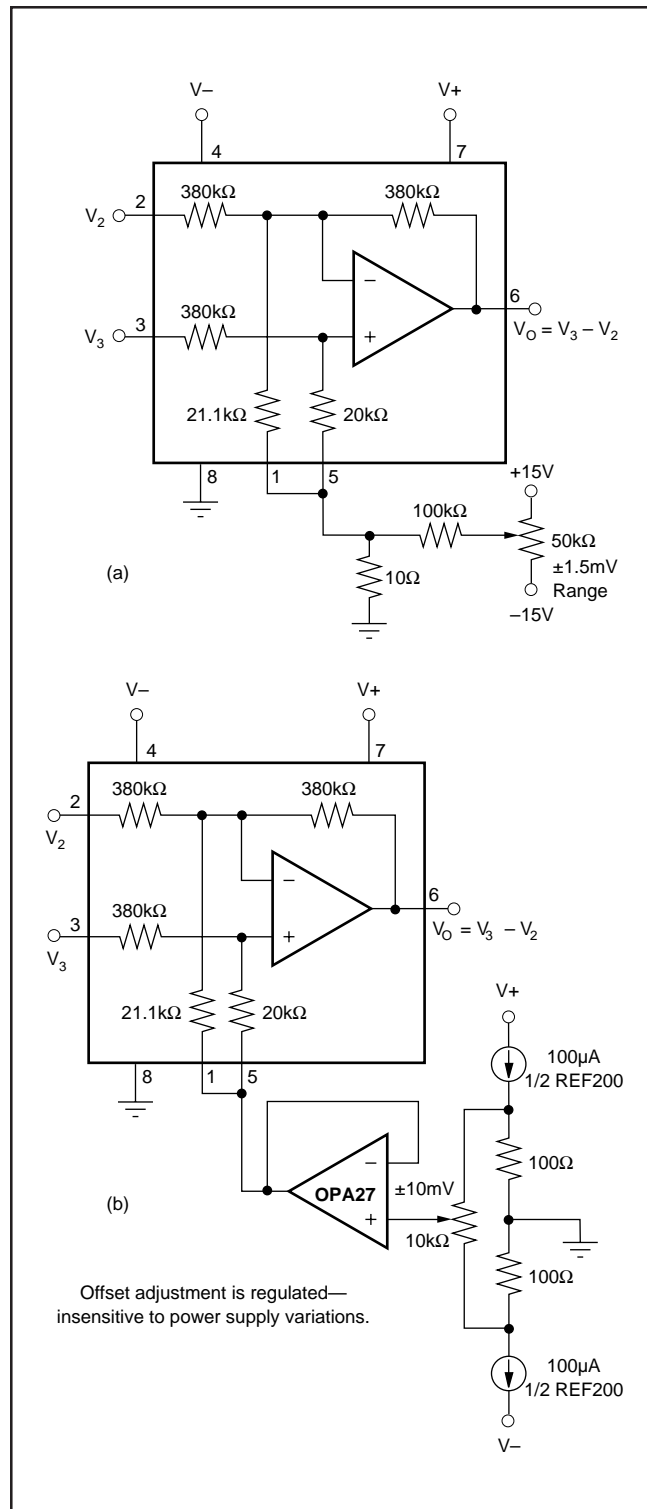 V–
V+
4
7
2
380kΩ
380kΩ
V2
–
6
3
380kΩ
V3
+
VO = V3 – V2
21.1kΩ
20kΩ
8
1
5
+15V
100kΩ
50kΩ
(a)
10Ω
±1.5mV
Range
–15V
V–
V+
4
7
2
380kΩ
380kΩ
V2
–
6
3
380kΩ
+
V3
VO = V3 – V2
21.1kΩ
20kΩ
V+
8
1
5
100µA
1/2 REF200
–
100Ω
(b)
OPA27
±10mV
+
10kΩ
100Ω
Offset adjustment is regulated—
insensitive to power supply variations.
100µA
1/2 REF200
V–